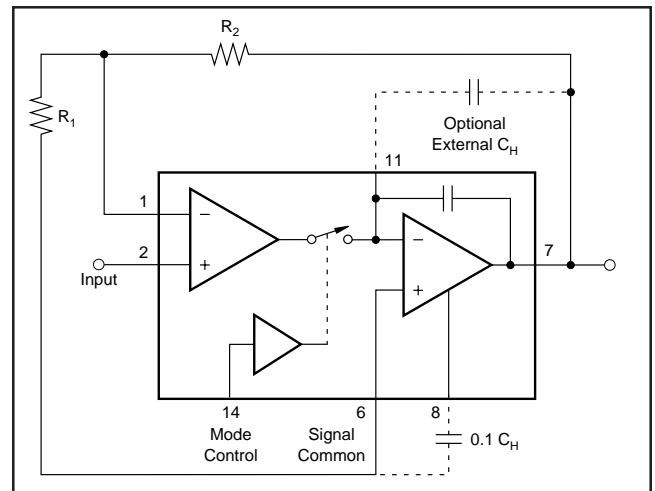 R2
R1
Optional
External CH
11
1
−
−
7
2
+
+
Input
14
6
8
0.1 CH
Mode
Control
Signal
Common